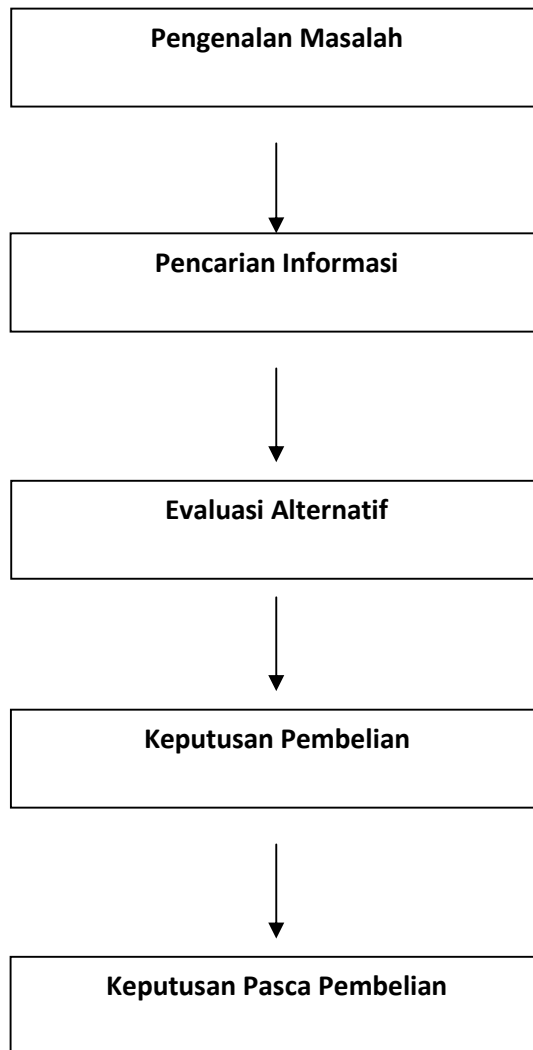 Pengenalan Masalah
Pencarian Informasi
Evaluasi Alternatif
Keputusan Pembelian
Keputusan Pasca Pembelian